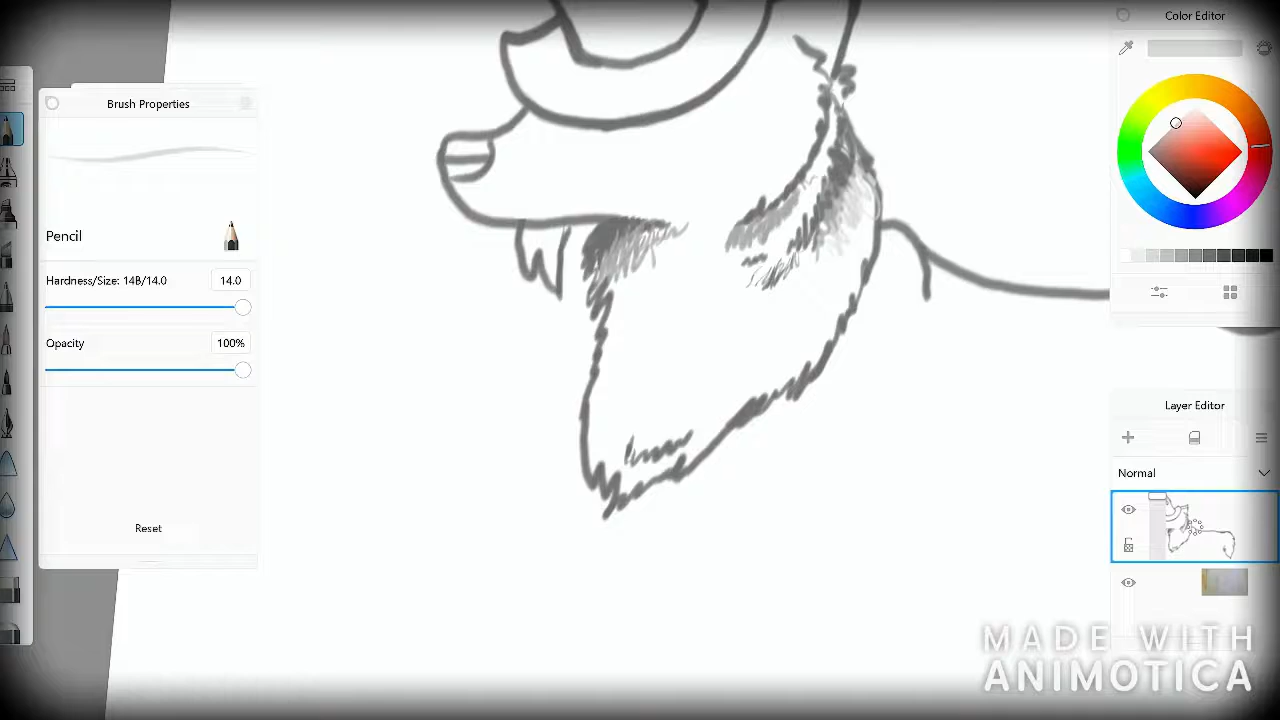 Color Editor
Brush Properties
Pencil
Hardness/Size: 14B/14.0
14.0
Opacity
100%
Reset
Layer Editor
Normal
MADE WITH
ANIMOTICA